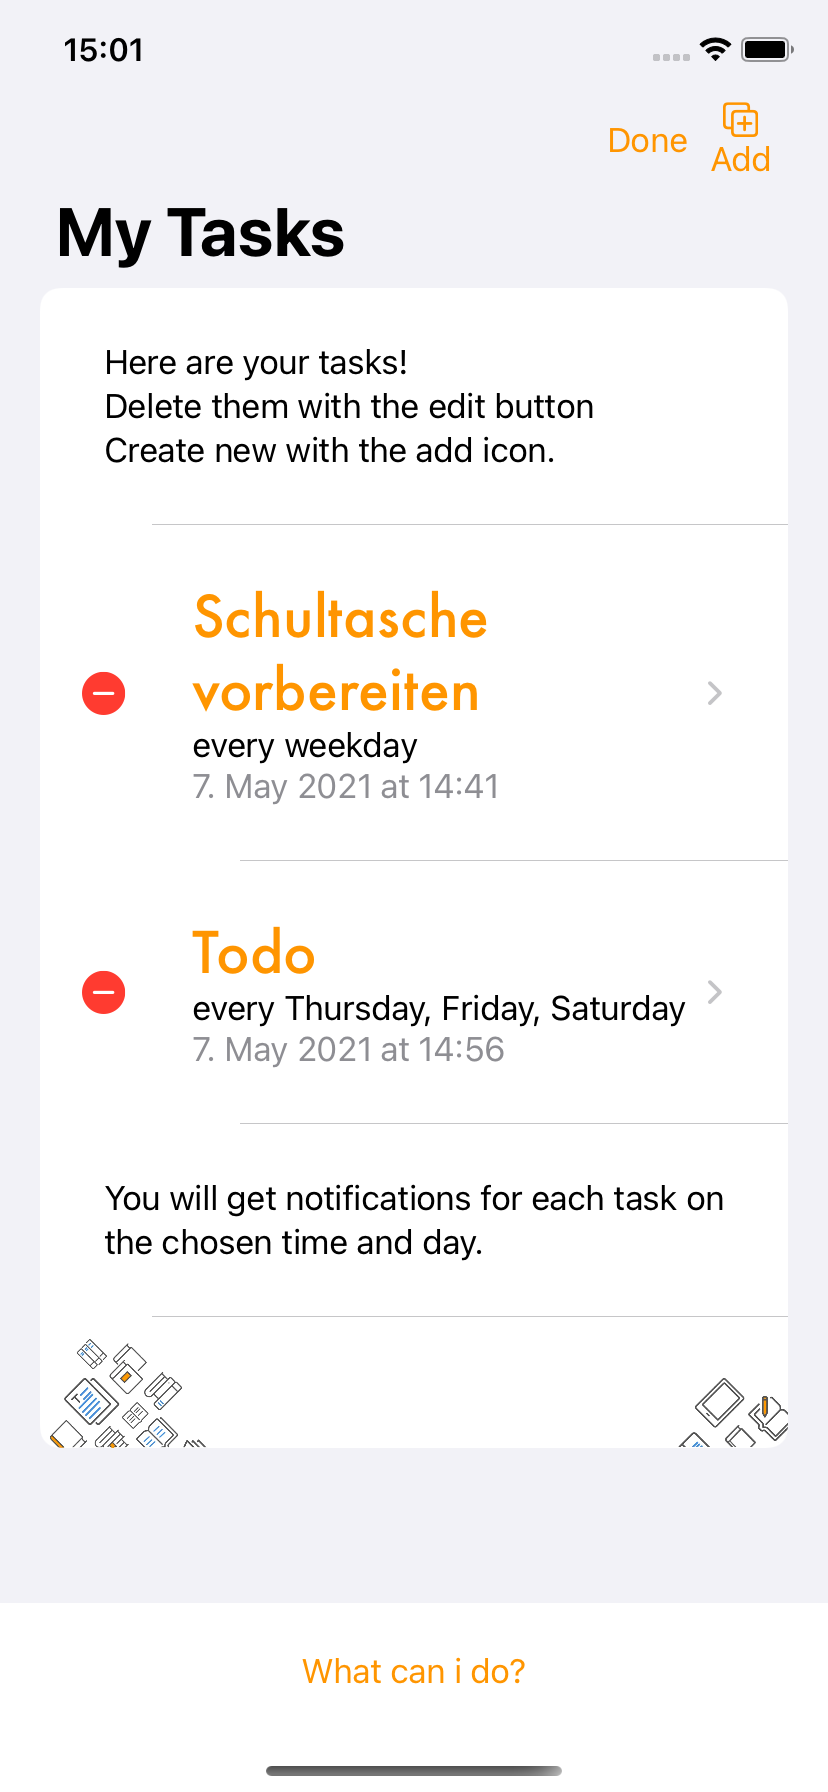 15:01
Done
Add
My Tasks
Here are your tasks!
Delete them with the edit button
Create new with the add icon.
Schultasche
vorbereiten
every weekday
7. May 2021 at 14:41
Todo
every Thursday, Friday, Saturday
7. May 2021 at 14:56
You will get notifications for each task on
the chosen time and day.
What can i do?